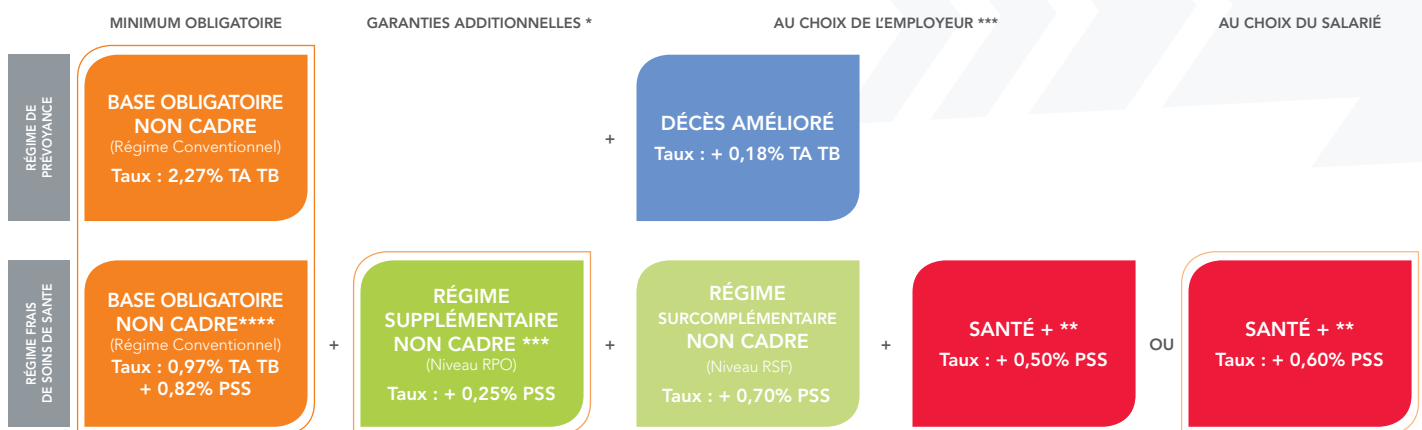 MINIMUM OBLIGATOIRE
GARANTIES ADDITIONNELLES *
AU CHOIX DE L'EMPLOYEUR ***
AU CHOIX DU SALARIÉ
RÉGIME DE
PRÉVOYANCE
BASE OBLIGATOIRE
NON CADRE
(Régime Conventionnel)
Taux : 2,27% TA TB
+
DÉCÈS AMÉLIORÉ
Taux : + 0,18% TA TB
RÉGIME FRAIS
DE SOINS DE SANTE
BASE OBLIGATOIRE
NON CADRE****
(Régime Conventionnel)
Taux : 0,97% TA TB
+ 0,82% PSS
+
RÉGIME
SUPPLÉMENTAIRE
NON CADRE ***
(Niveau RPO)
Taux : + 0,25% PSS
+
RÉGIME
SURCOMPLÉMENTAIRE
NON CADRE
(Niveau RSF)
Taux : + 0,70% PSS
+
SANTÉ + **
Taux : + 0,50% PSS
OU
SANTÉ + **
Taux : + 0,60% PSS